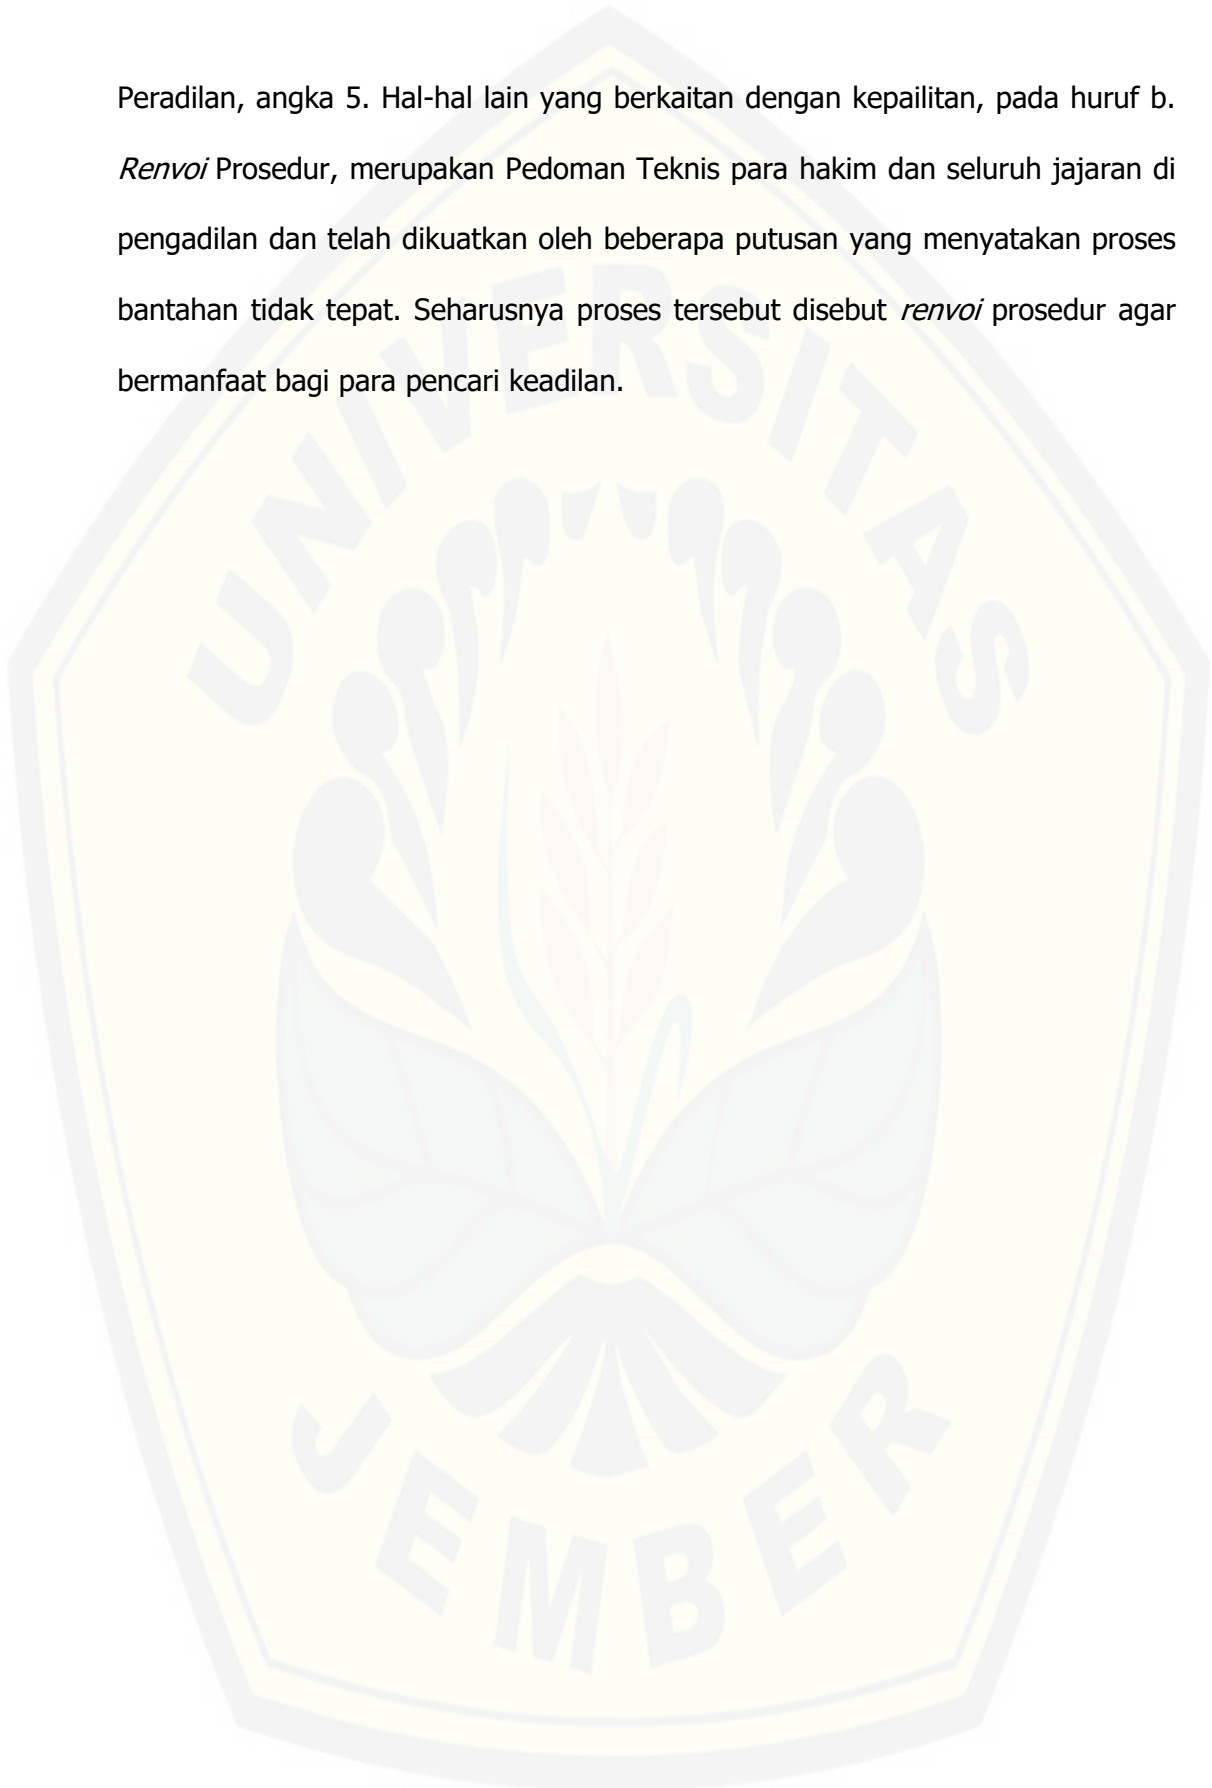 Peradilan, angka 5. Hal-hal lain yang berkaitan dengan kepailitan, pada huruf b.
Renvoi Prosedur, merupakan Pedoman Teknis para hakim dan seluruh jajaran di
pengadilan dan telah dikuatkan oleh beberapa putusan yang menyatakan proses
bantahan tidak tepat. Seharusnya proses tersebut disebut renvoi prosedur agar
bermanfaat bagi para pencari keadilan.
UNIVERSITAS
JEMBER